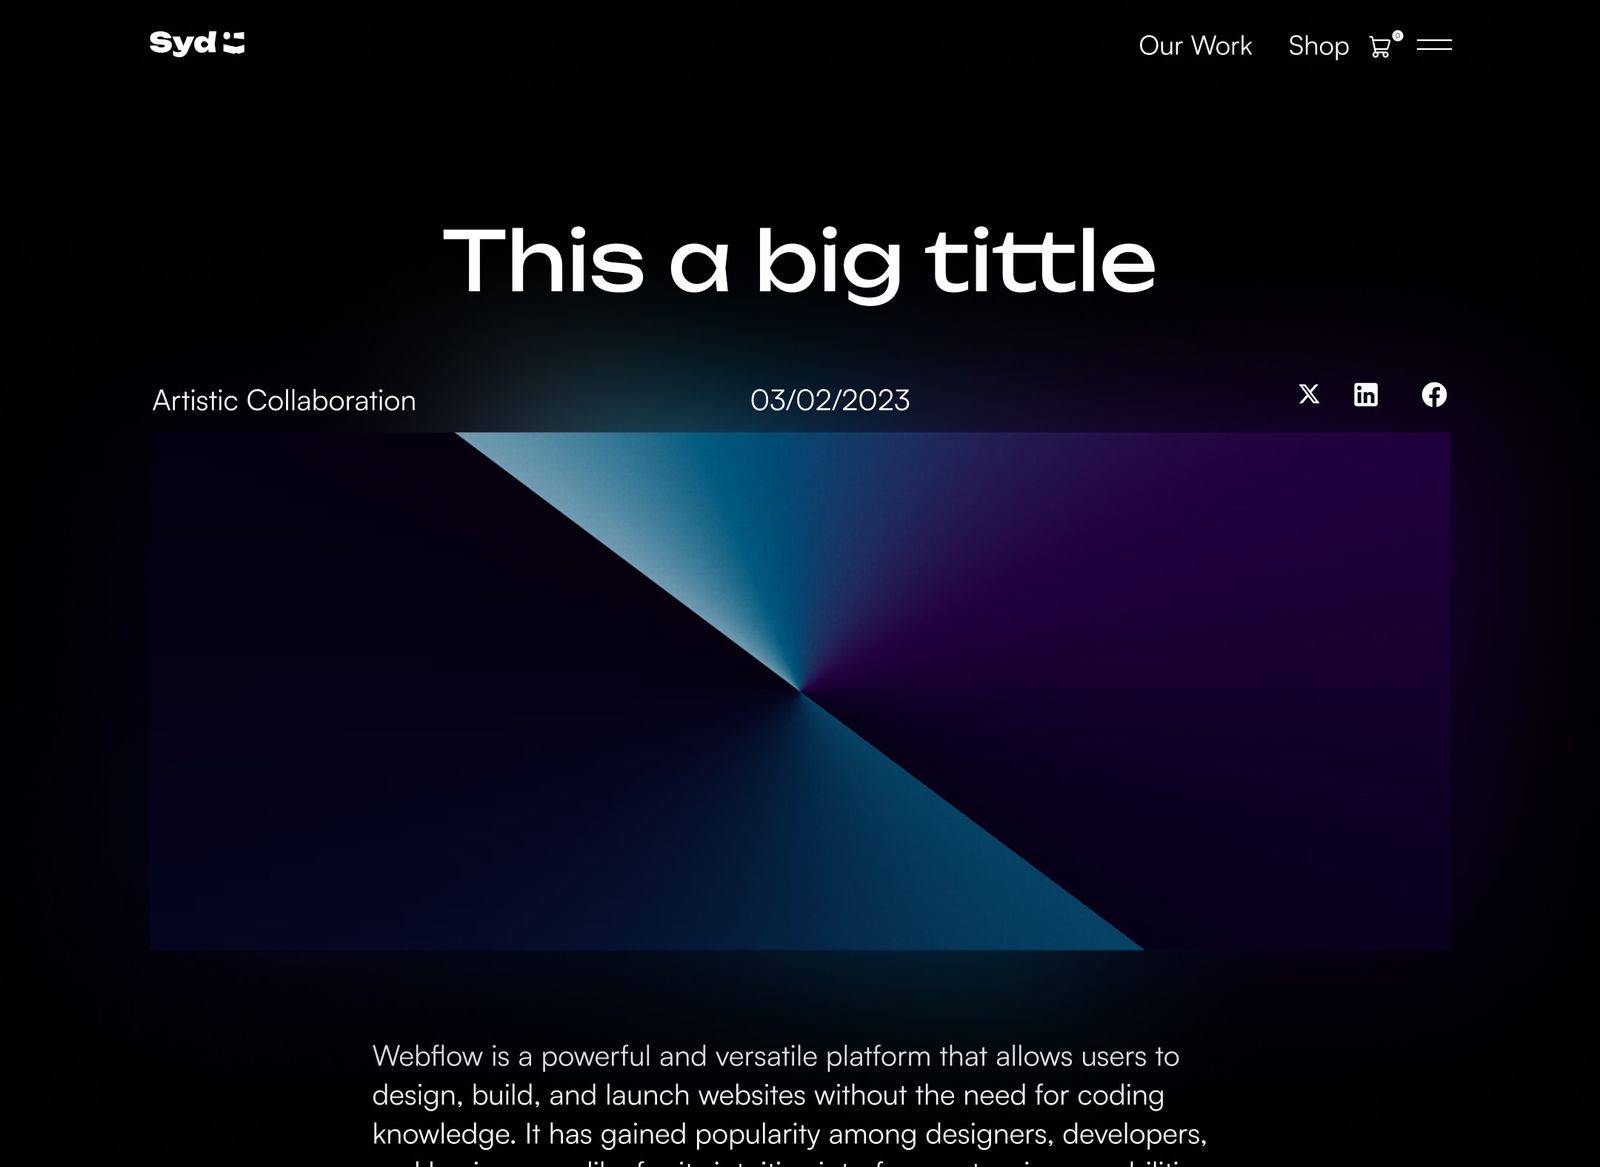 Syd
Our Work
Shop
0
This a big tittle
Artistic Collaboration
03/02/2023
Webflow is a powerful and versatile platform that allows users to
design, build, and launch websites without the need for coding
knowledge. It has gained popularity among designers, developers,